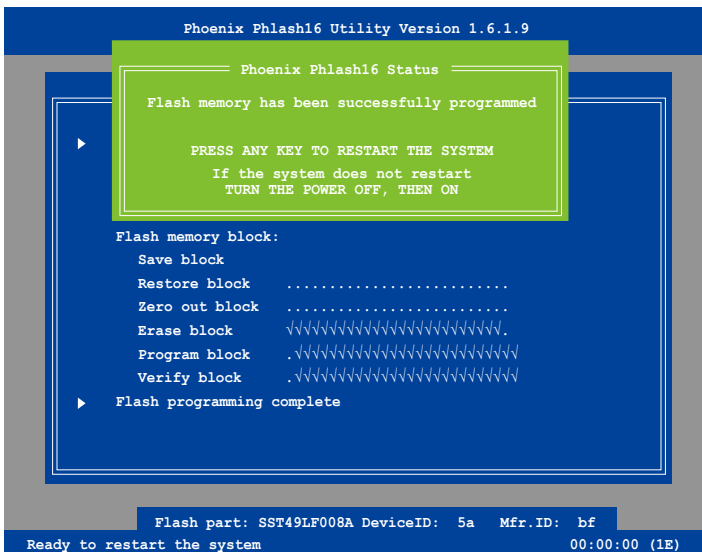 Phoenix Phlash16 Utility Version 1.6.1.9
Phoenix Phlash16 Status
Flash memory has been successfully programmed
PRESS ANY KEY TO RESTART THE SYSTEM
If the system does not restart
TURN THE POWER OFF, THEN ON
Flash memory block:
Save block
Restore block ..........................
Zero out block ..........................
Erase block √√√√√√√√√√√√√√√√√√√√√√√√√.
Program block .√√√√√√√√√√√√√√√√√√√√√√√√√√
Verify block .√√√√√√√√√√√√√√√√√√√√√√√√√√
Flash programming complete
Flash part: SST49LF008A DeviceID: 5a Mfr.ID: bf
Ready to restart the system 00:00:00 (1E)